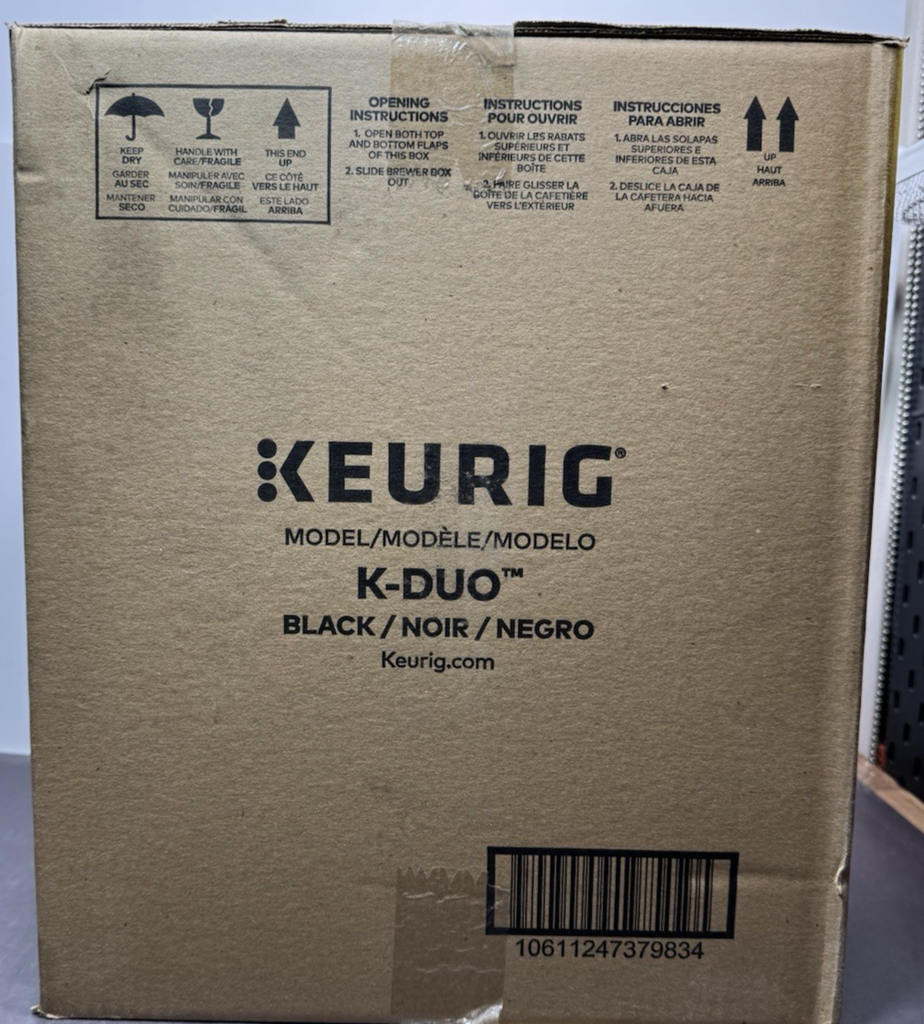 KEEP
DRY
GARDER
AU SEC
MANTENER
SECO
HANDLE WITH
CARE/FRAGILE
MANIPULER AVEC
SOIN/FRAGILE
MANIPULAR CON
CUIDADO/FRÁGIL
THIS END
UP
CE CÔTÉ
VERS LE HAUT
ESTE LADO
ARRIBA
OPENING
INSTRUCTIONS
1. OPEN BOTH TOP
AND BOTTOM FLAPS
OF THIS BOX
2. SLIDE BREWER BOX
OUT
INSTRUCTIONS
POUR OUVRIR
1. OUVRIR LES RABATS
SUPÉRIEURS ET
INFÉRIEURS DE CETTE
BOÎTE
2. FAIRE GLISSER LA
BOÎTE DE LA CAFETIÈRE
VERS L'EXTÉRIEUR
INSTRUCCIONES
PARA ABRIR
1. ABRA LAS SOLAPAS
SUPERIORES E
INFERIORES DE ESTA
CAJA
2. DESLICE LA CAJA DE
LA CAFETERA HACIA
AFUERA
UP
HAUT
ARRIBA
KEURIG®
MODEL/MODÈLE/MODELO
K-DUO™
BLACK / NOIR / NEGRO
Keurig.com
10611247379834